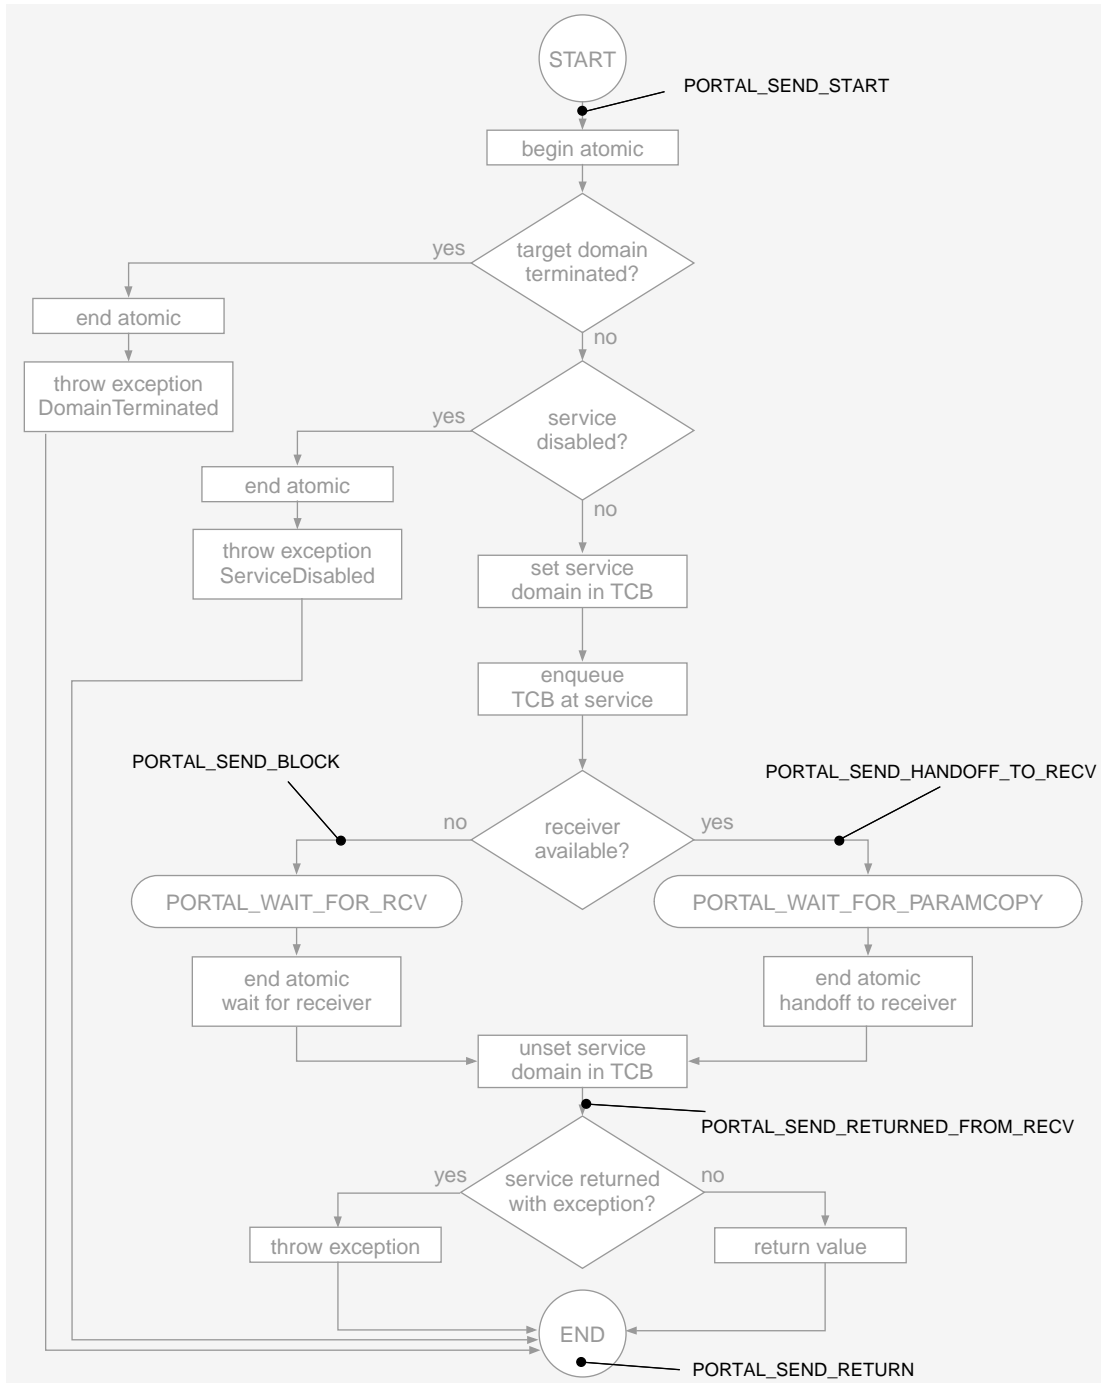 START
PORTAL_SEND_START
begin atomic
yes
target domain
terminated?
end atomic
no
throw exception
DomainTerminated
yes
service
disabled?
end atomic
no
throw exception
ServiceDisabled
set service
domain in TCB
enqueue
TCB at service
PORTAL_SEND_BLOCK
PORTAL_SEND_HANDOFF_TO_RECV
no
receiver
available?
yes
PORTAL_WAIT_FOR_RCV
PORTAL_WAIT_FOR_PARAMCOPY
end atomic
wait for receiver
end atomic
handoff to receiver
unset service
domain in TCB
PORTAL_SEND_RETURNED_FROM_RECV
yes
service returned
with exception?
no
throw exception
return value
END
PORTAL_SEND_RETURN